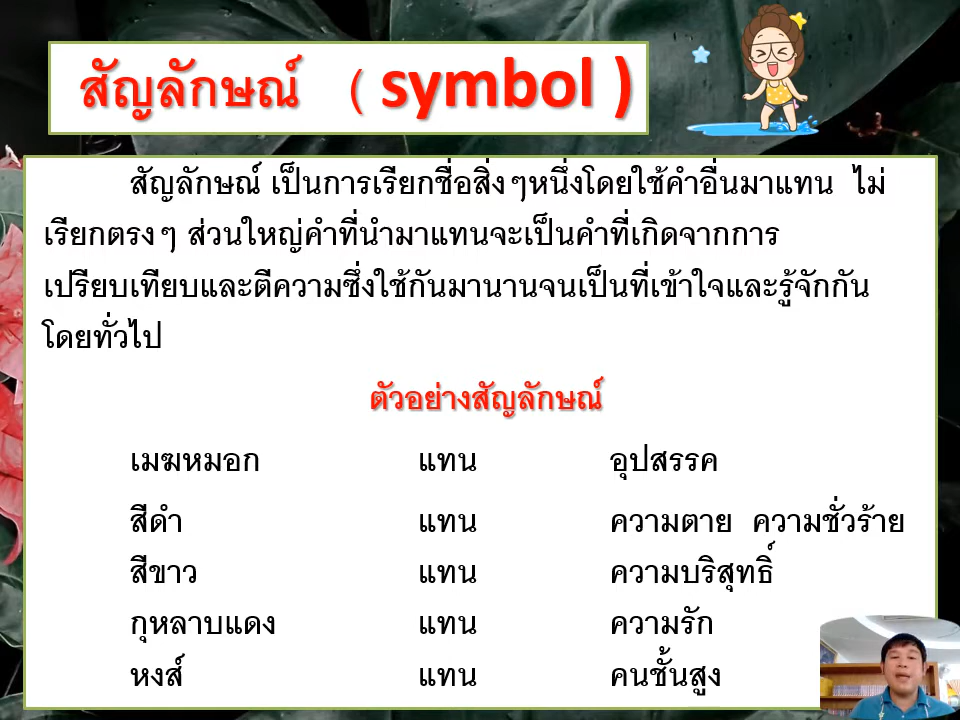 สัญลักษณ์ ( symbol )
สัญลักษณ์ เป็นการเรียกชื่อสิ่งๆหนึ่งโดยใช้คำอื่นมาแทน ไม่
เรียกตรงๆ ส่วนใหญ่คำที่นำมาแทนจะเป็นคำที่เกิดจากการ
เปรียบเทียบและตีความซึ่งใช้กันมานานจนเป็นที่เข้าใจและรู้จักกัน
โดยทั่วไป
ตัวอย่างสัญลักษณ์
เมฆหมอก แทน อุปสรรค
สีดำ แทน ความตาย ความชั่วร้าย
สีขาว แทน ความบริสุทธิ์
กุหลาบแดง แทน ความรัก
หงส์ แทน คนชั้นสูง